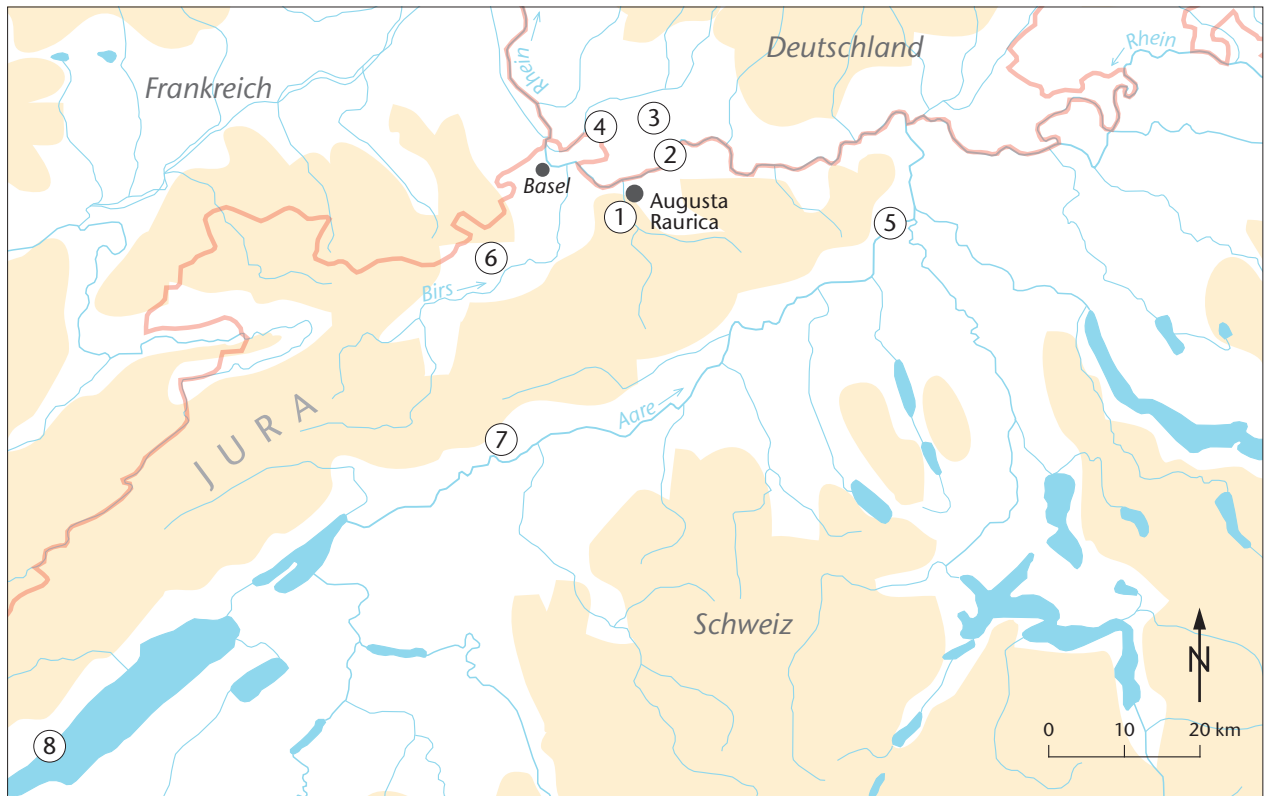 Rhein
Deutschland
Rhein
Frankreich
4
3
2
Basel
Augusta
Raurica
1
5
6
Birs
JURA
Aare
7
Schweiz
N
8
0 10 20 km